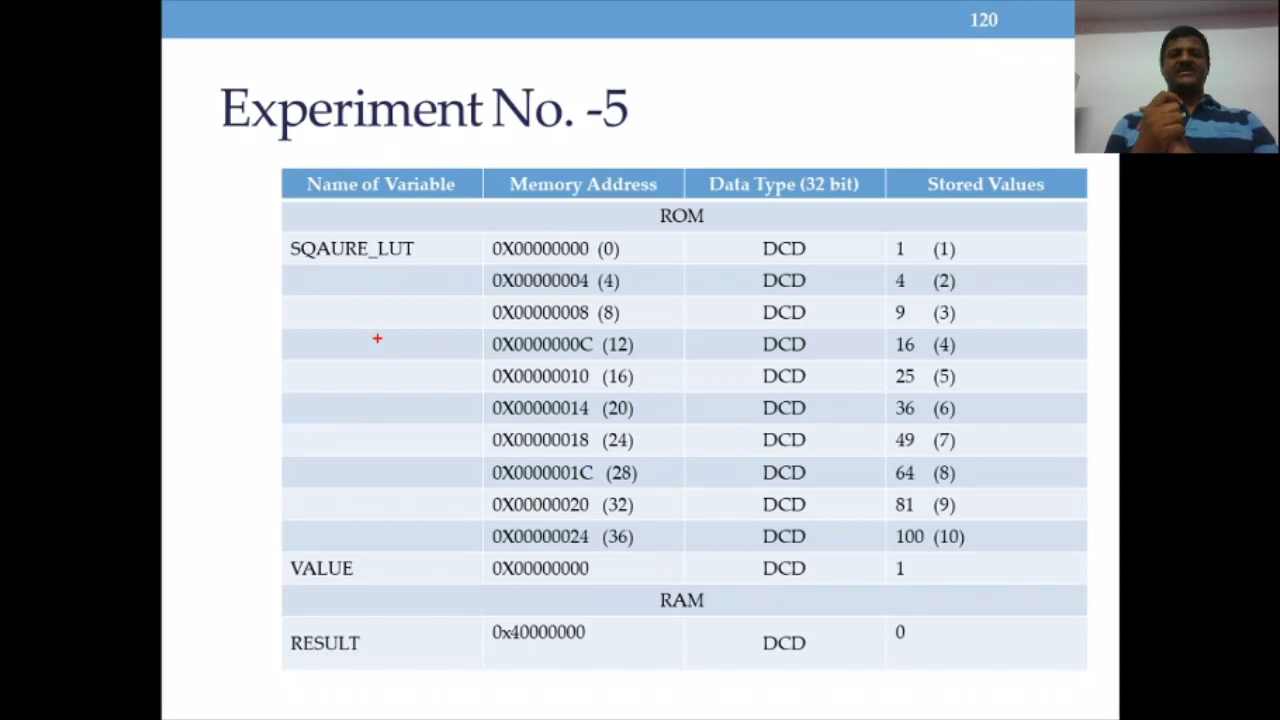 120
Experiment No. -5
Name of Variable Memory Address Data Type (32 bit) Stored Values
ROM
SQAURE_LUT 0X00000000 (0) DCD 1 (1)
0X00000004 (4) DCD 4 (2)
0X00000008 (8) DCD 9 (3)
0X0000000C (12) DCD 16 (4)
0X00000010 (16) DCD 25 (5)
0X00000014 (20) DCD 36 (6)
0X00000018 (24) DCD 49 (7)
0X0000001C (28) DCD 64 (8)
0X00000020 (32) DCD 81 (9)
0X00000024 (36) DCD 100 (10)
VALUE 0X00000000 DCD 1
RAM
RESULT 0x40000000 DCD 0